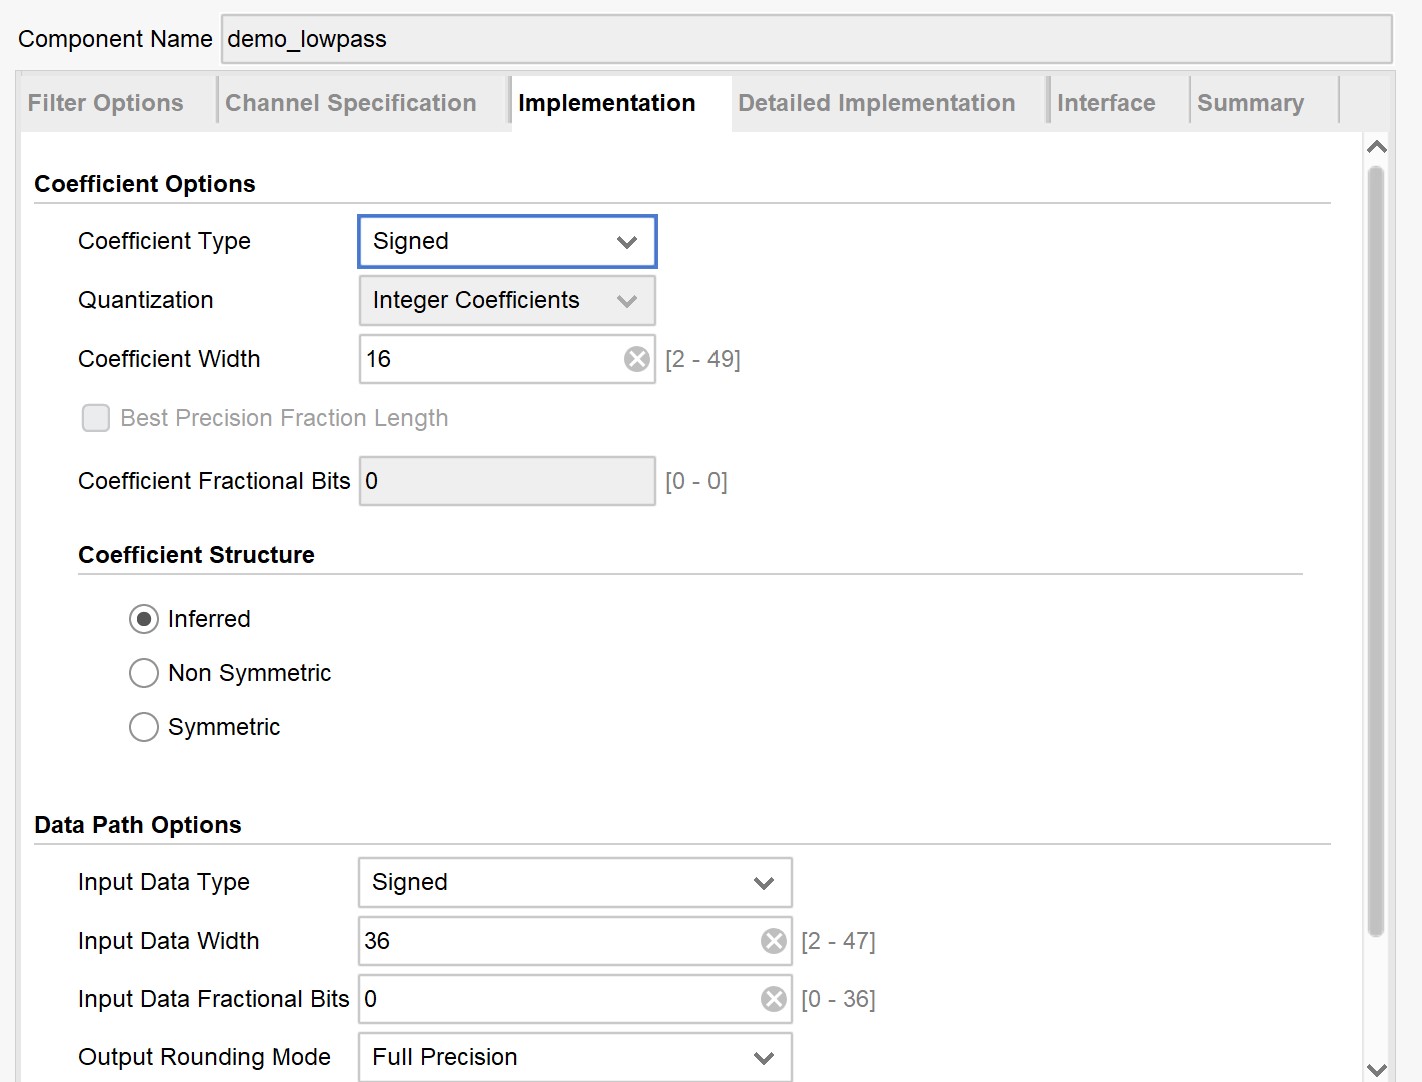 Component Name demo_lowpass
Filter Options Channel Specification Implementation Detailed Implementation Interface Summary
Coefficient Options
Coefficient Type Signed
Quantization Integer Coefficients
Coefficient Width 16 [2 - 49]
Best Precision Fraction Length
Coefficient Fractional Bits 0 [0 - 0]
Coefficient Structure
Inferred
Non Symmetric
Symmetric
Data Path Options
Input Data Type Signed
Input Data Width 36 [2 - 47]
Input Data Fractional Bits 0 [0 - 36]
Output Rounding Mode Full Precision